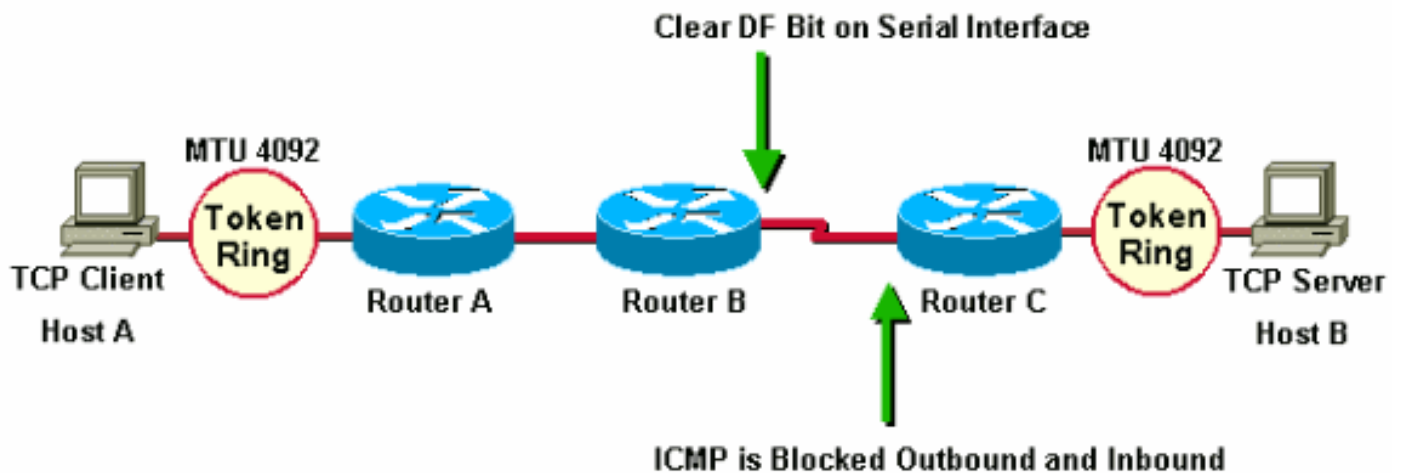 Clear DF Bit on Serial Interface
MTU 4092
MTU 4092
Token
Ring
Token
Ring
TCP Client
Router A
Router B
Router C
TCP Server
Host A
Host B
ICMP is Blocked Outbound and Inbound